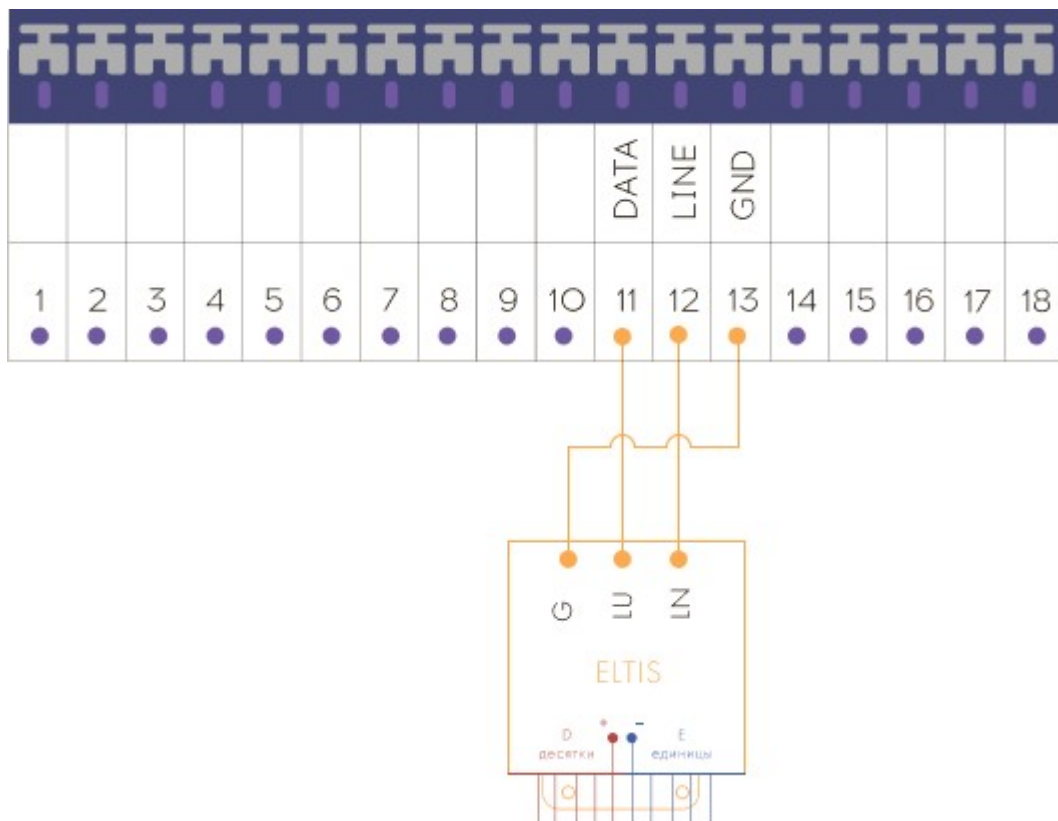 DATA LINE GND
1 2 3 4 5 6 7 8 9 10 11 12 13 14 15 16 17 18
G LU LN
ELTIS
+ –
D E
десятки единицы